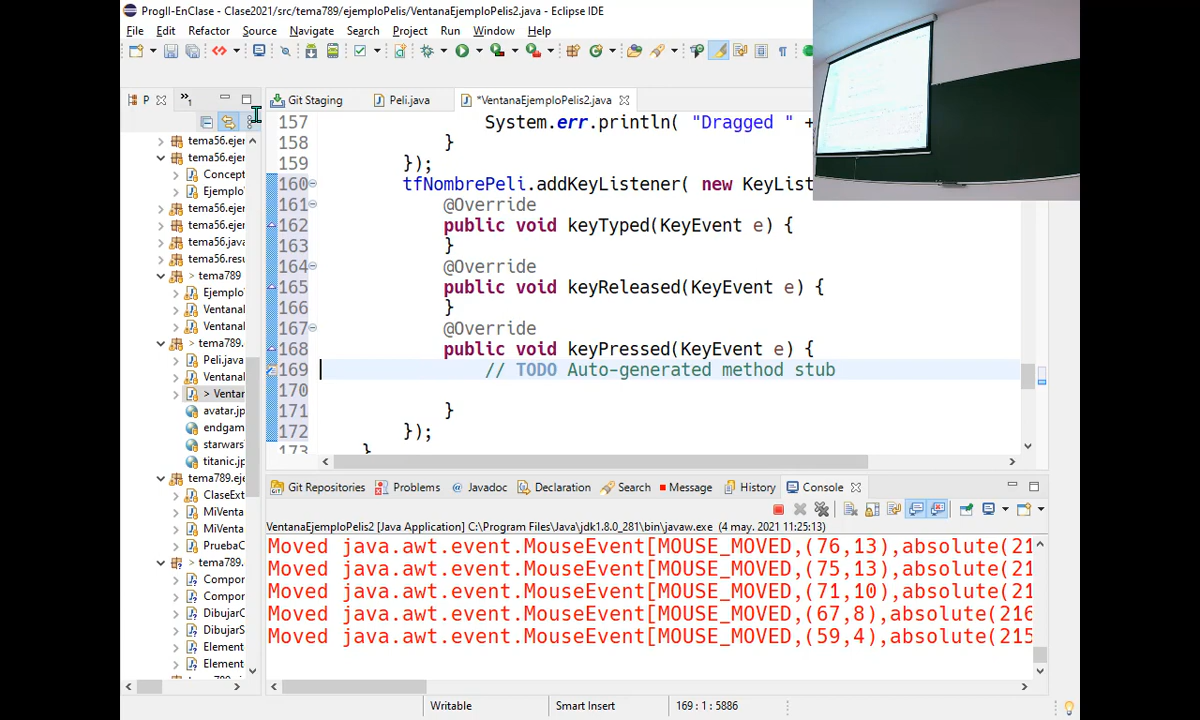 ProgII-EnClase - Clase2021/src/tema789/ejemploPelis/VentanaEjemploPelis2.java - Eclipse IDE
File Edit Refactor Source Navigate Search Project Run Window Help
P
1
Git Staging
Peli.java
*VentanaEjemploPelis2.java
tema56.ejer
tema56.ejer
Concept
Ejemplo
tema56.ejer
tema56.ejer
tema56.java
tema56.resu
> tema789
EjemploT
VentanaE
VentanaE
> tema789.
Peli.java
Ventanal
> Ventar
avatar.jp
endgam
starwars
titanic.jp
tema789.eje
ClaseExt
MiVenta
MiVenta
PruebaC
> tema789.
Compor
Compor
DibujarC
DibujarS
Element
Element
157 System.err.println( "Dragged " +
158 }
159 });
160 tfNombrePeli.addKeyListener( new KeyList
161 @Override
162 public void keyTyped(KeyEvent e) {
163 }
164 @Override
165 public void keyReleased(KeyEvent e) {
166 }
167 @Override
168 public void keyPressed(KeyEvent e) {
169 // TODO Auto-generated method stub
170
171 }
172 });
173 }
Git Repositories Problems Javadoc Declaration Search Message History Console
VentanaEjemploPelis2 [Java Application] C:\Program Files\Java\jdk1.8.0_281\bin\javaw.exe (4 may. 2021 11:25:13)
Moved java.awt.event.MouseEvent[MOUSE_MOVED,(76,13),absolute(21
Moved java.awt.event.MouseEvent[MOUSE_MOVED,(75,13),absolute(21
Moved java.awt.event.MouseEvent[MOUSE_MOVED,(71,10),absolute(21
Moved java.awt.event.MouseEvent[MOUSE_MOVED,(67,8),absolute(216
Moved java.awt.event.MouseEvent[MOUSE_MOVED,(59,4),absolute(215
Writable
Smart Insert
169 : 1 : 5886